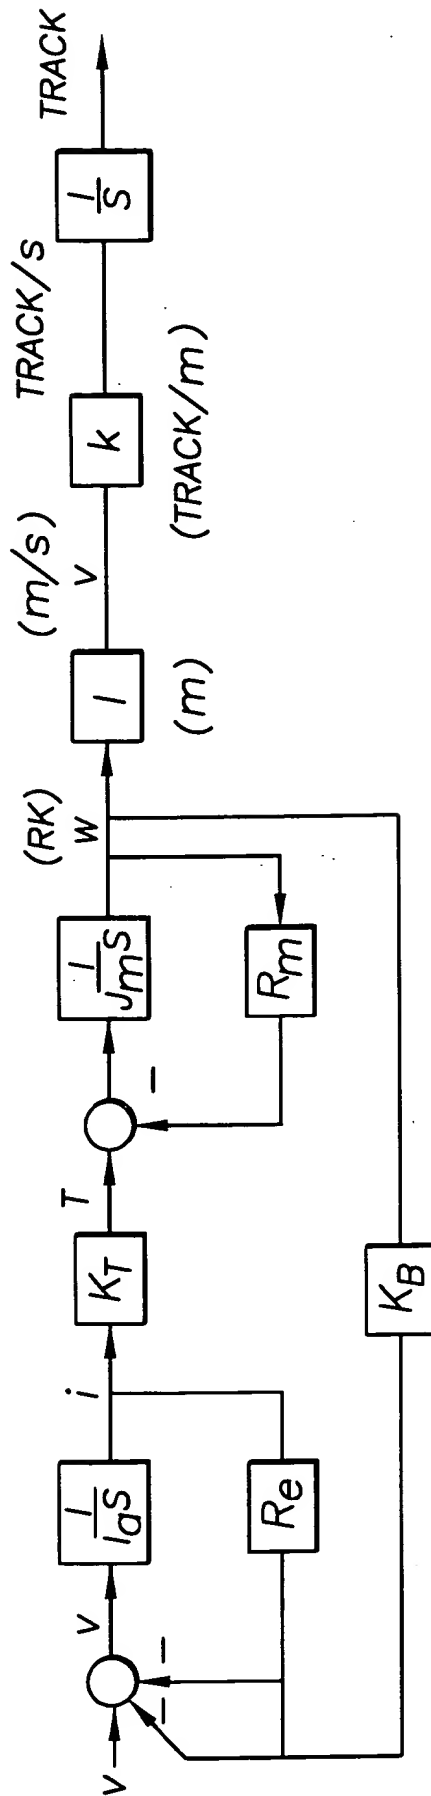 V
V
1
laS
i
KT
T
1
JmS
(RK)
W
l
(m)
(m/s)
V
k
(TRACK/m)
TRACK/s
1
S
TRACK
−
−
Re
−
Rm
KB